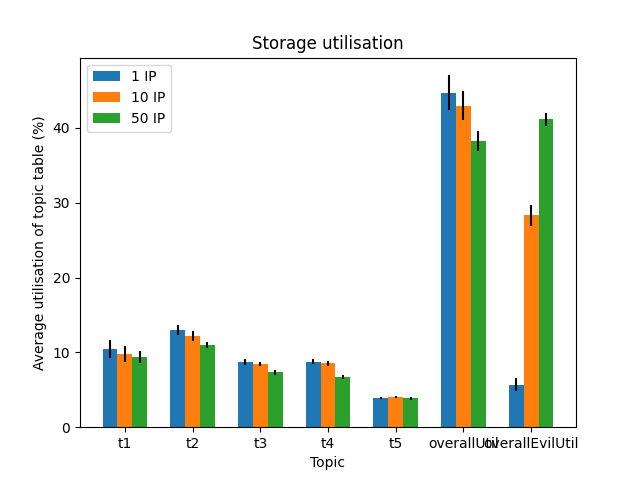 Storage utilisation
1 IP
10 IP
50 IP
Average utilisation of topic table (%)
40
30
20
10
0
t1 t2 t3 t4 t5 overallUtil overallEvilUtil
Topic